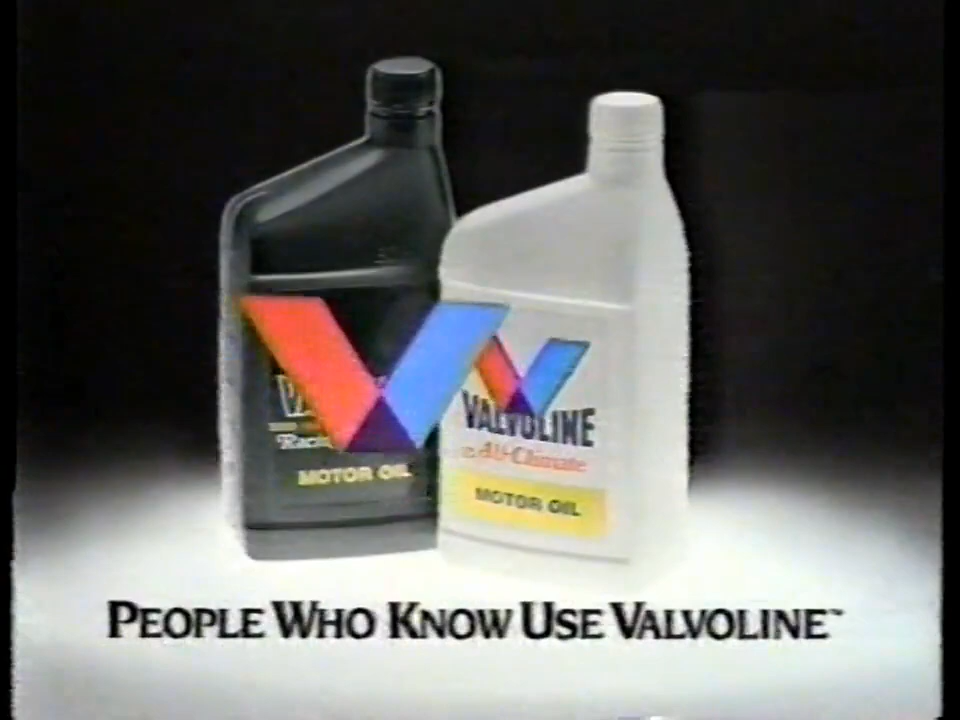 Racing
MOTOR OIL
VALVOLINE
All-Climate
MOTOR OIL
PEOPLE WHO KNOW USE VALVOLINE™